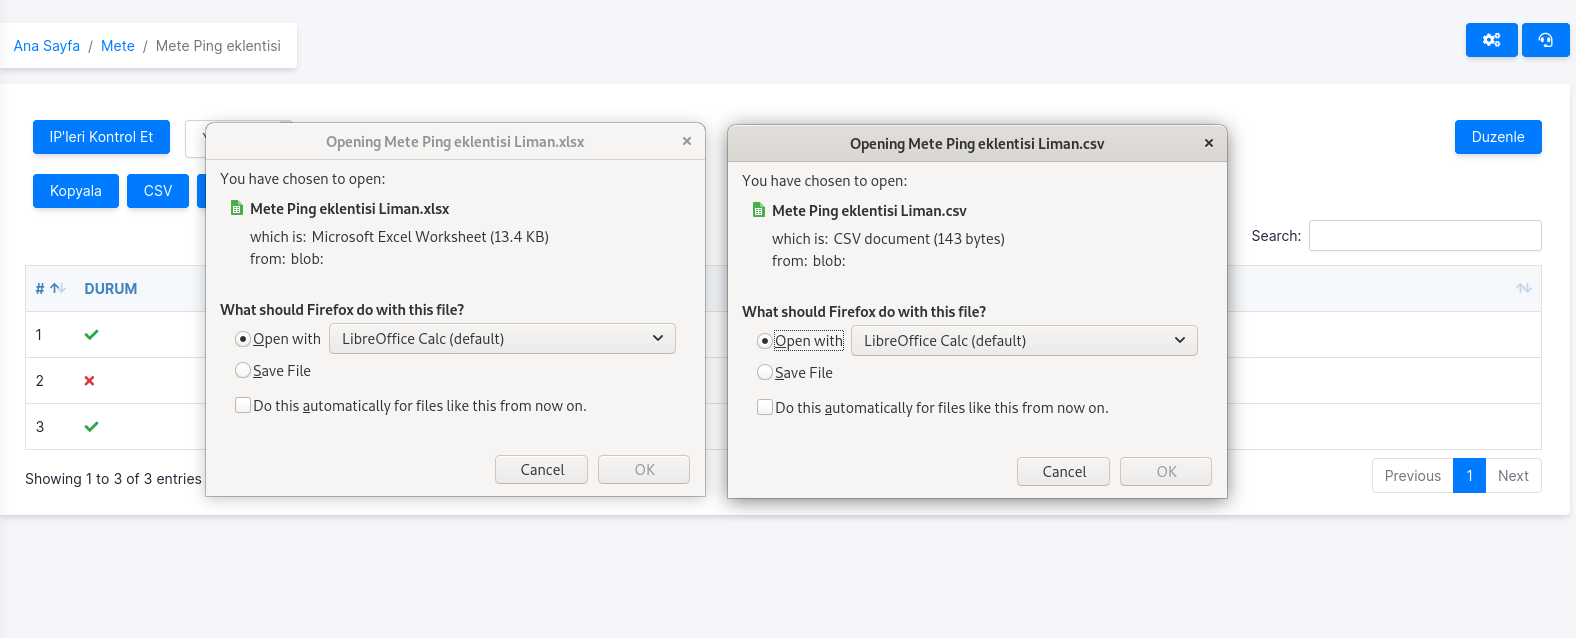 Ana Sayfa / Mete / Mete Ping eklentisi
IP'leri Kontrol Et
Duzenle
Kopyala
CSV
Search:
# DURUM
1
2
3
Showing 1 to 3 of 3 entries
Previous 1 Next
Opening Mete Ping eklentisi Liman.xlsx
You have chosen to open:
Mete Ping eklentisi Liman.xlsx
which is: Microsoft Excel Worksheet (13.4 KB)
from: blob:
What should Firefox do with this file?
Open with LibreOffice Calc (default)
Save File
Do this automatically for files like this from now on.
Cancel OK
Opening Mete Ping eklentisi Liman.csv
You have chosen to open:
Mete Ping eklentisi Liman.csv
which is: CSV document (143 bytes)
from: blob:
What should Firefox do with this file?
Open with LibreOffice Calc (default)
Save File
Do this automatically for files like this from now on.
Cancel OK